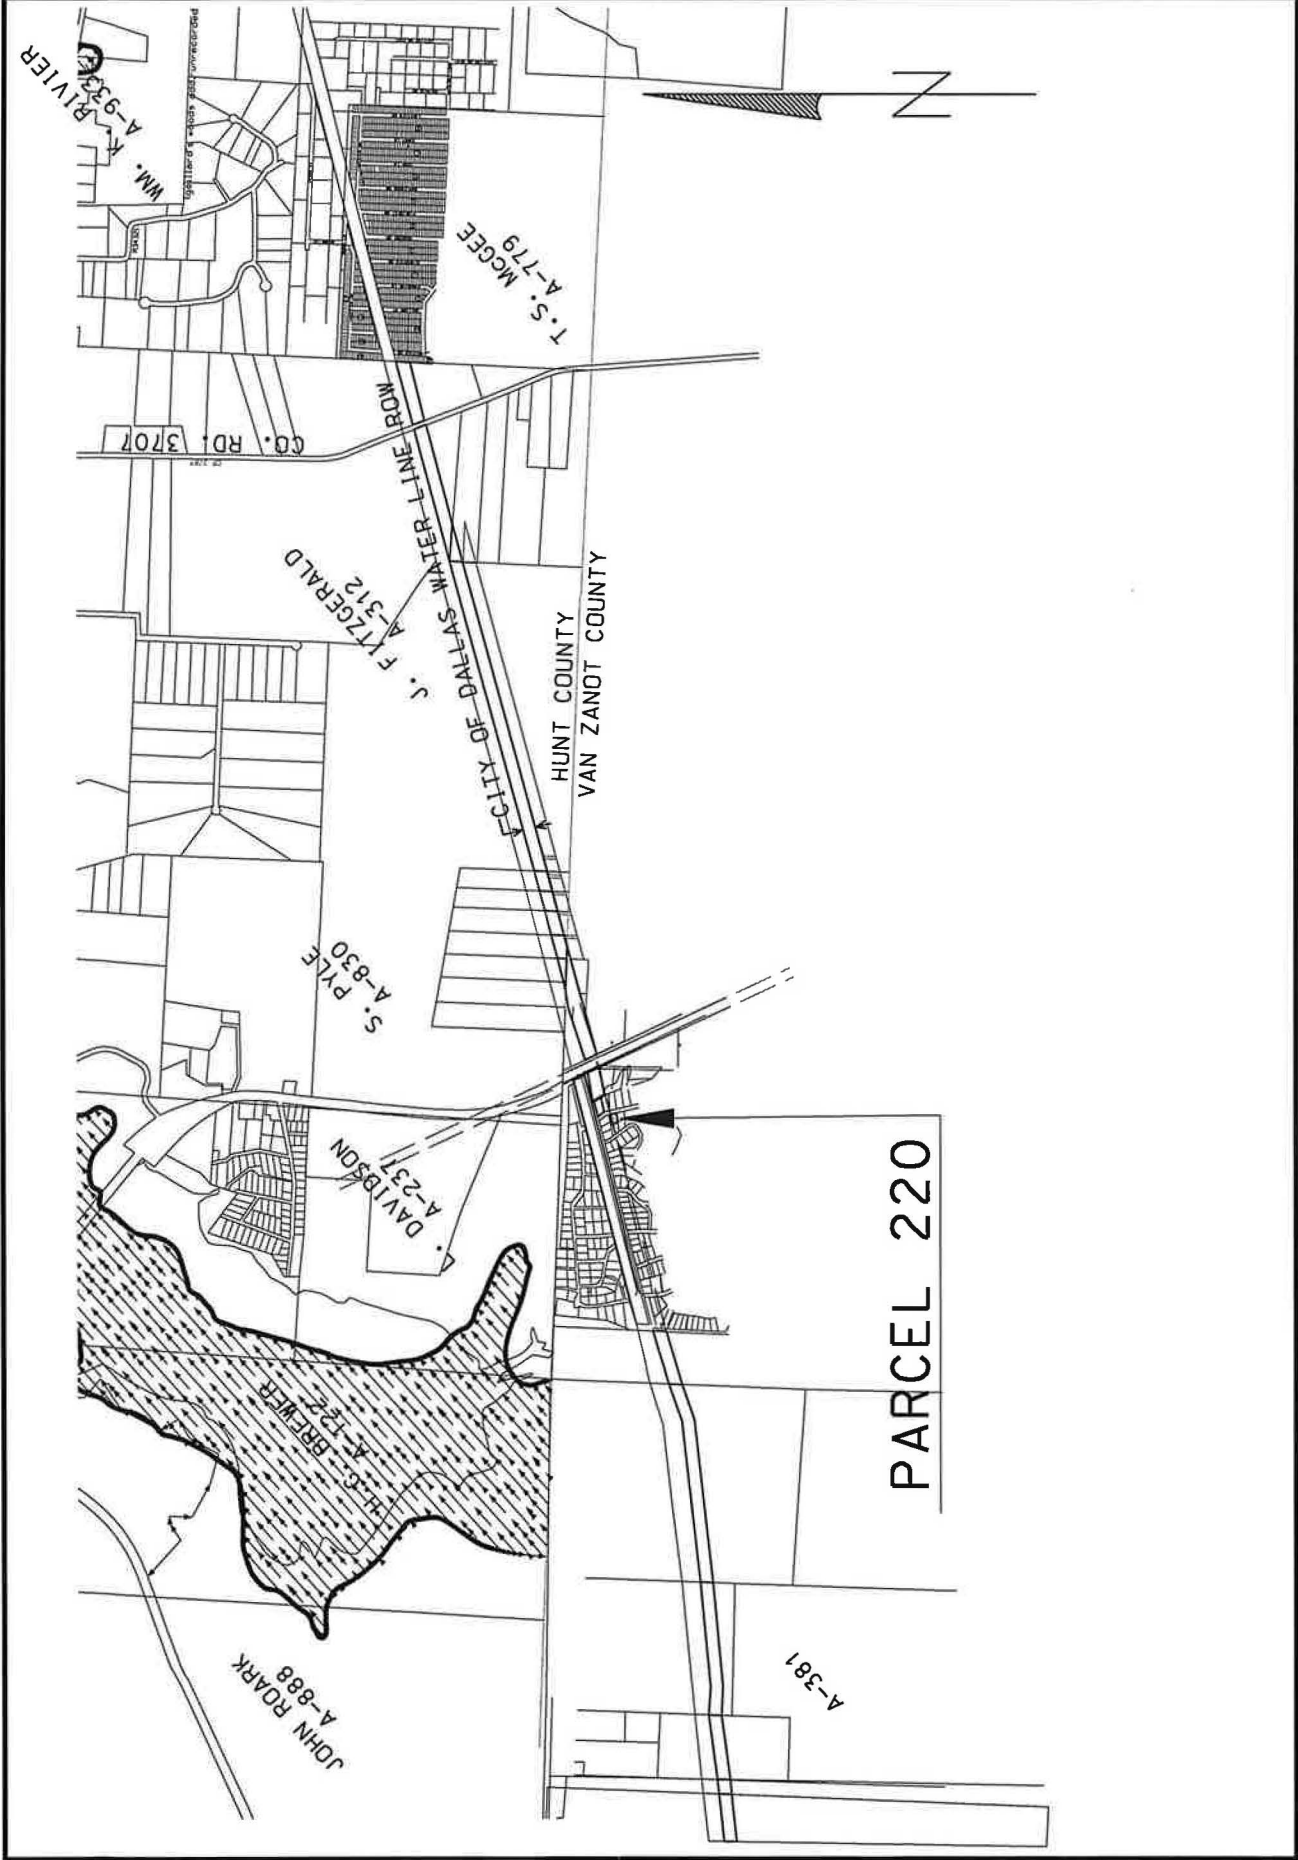 WM. K RIVIER
A-933
T.S. McGEE
A-779
N
CO. RD. 3707
J. FITZGERALD
A-312
CITY OF DALLAS WATER LINE ROW
HUNT COUNTY
VAN ZANOT COUNTY
S. PYLE
A-830
DAVIDSON
A-237
H C BREWER
A 122
PARCEL 220
JOHN ROARK
A-888
A-381